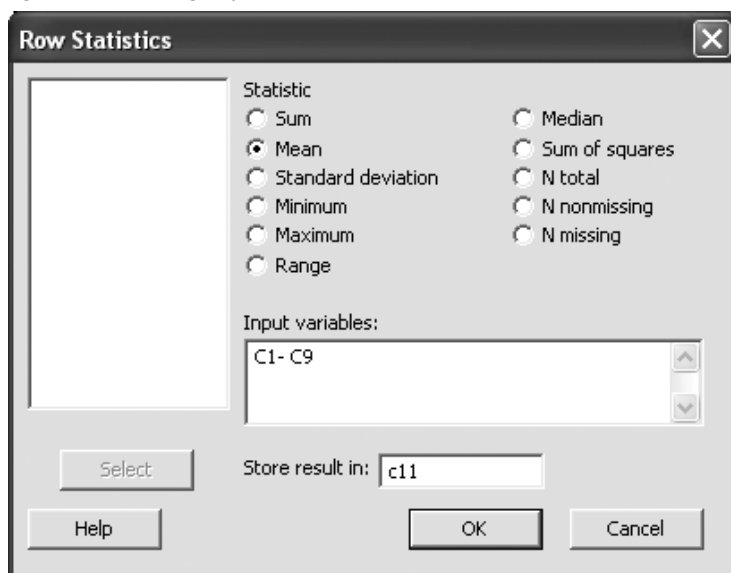 Row Statistics
Statistic
Sum
Median
Mean
Sum of squares
Standard deviation
N total
Minimum
N nonmissing
Maximum
N missing
Range
Input variables:
C1- C9
Select
Store result in: c11
Help
OK
Cancel